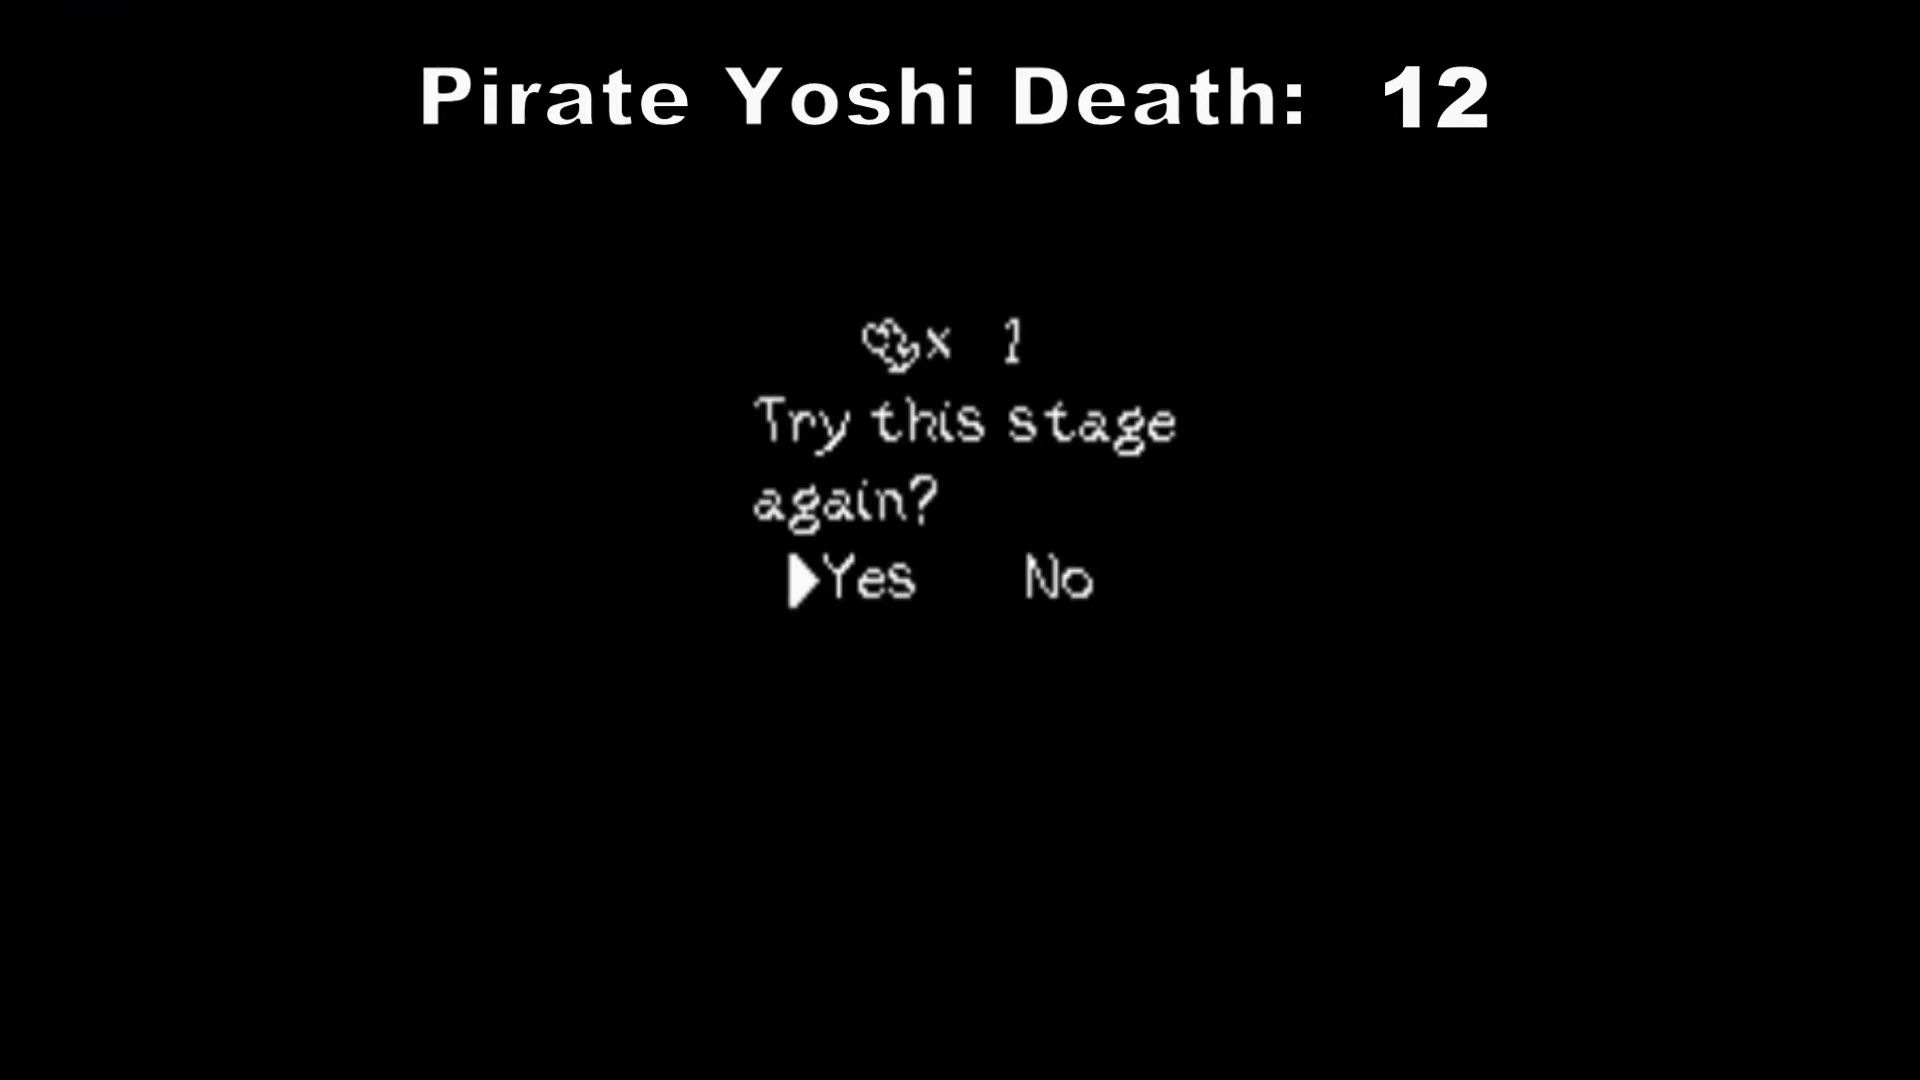 Pirate Yoshi Death: 12
x 1
Try this stage
again?
Yes No